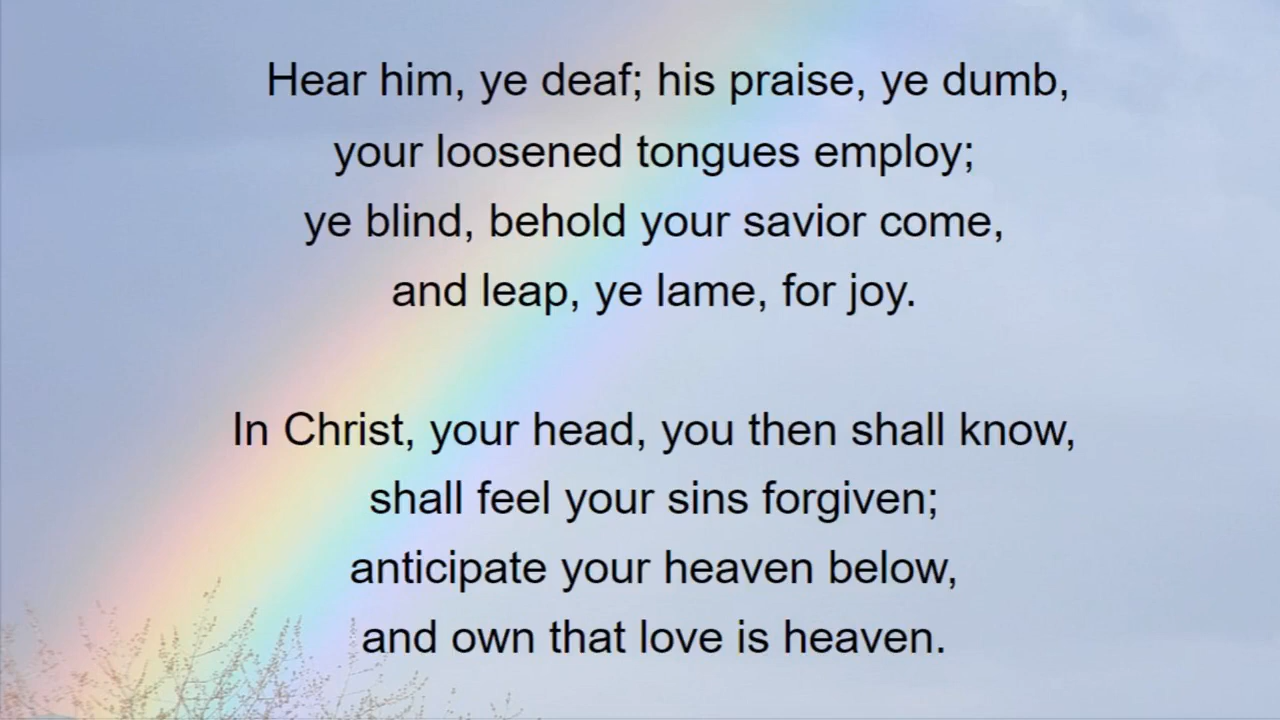 Hear him, ye deaf; his praise, ye dumb,
your loosened tongues employ;
ye blind, behold your savior come,
and leap, ye lame, for joy.
In Christ, your head, you then shall know,
shall feel your sins forgiven;
anticipate your heaven below,
and own that love is heaven.